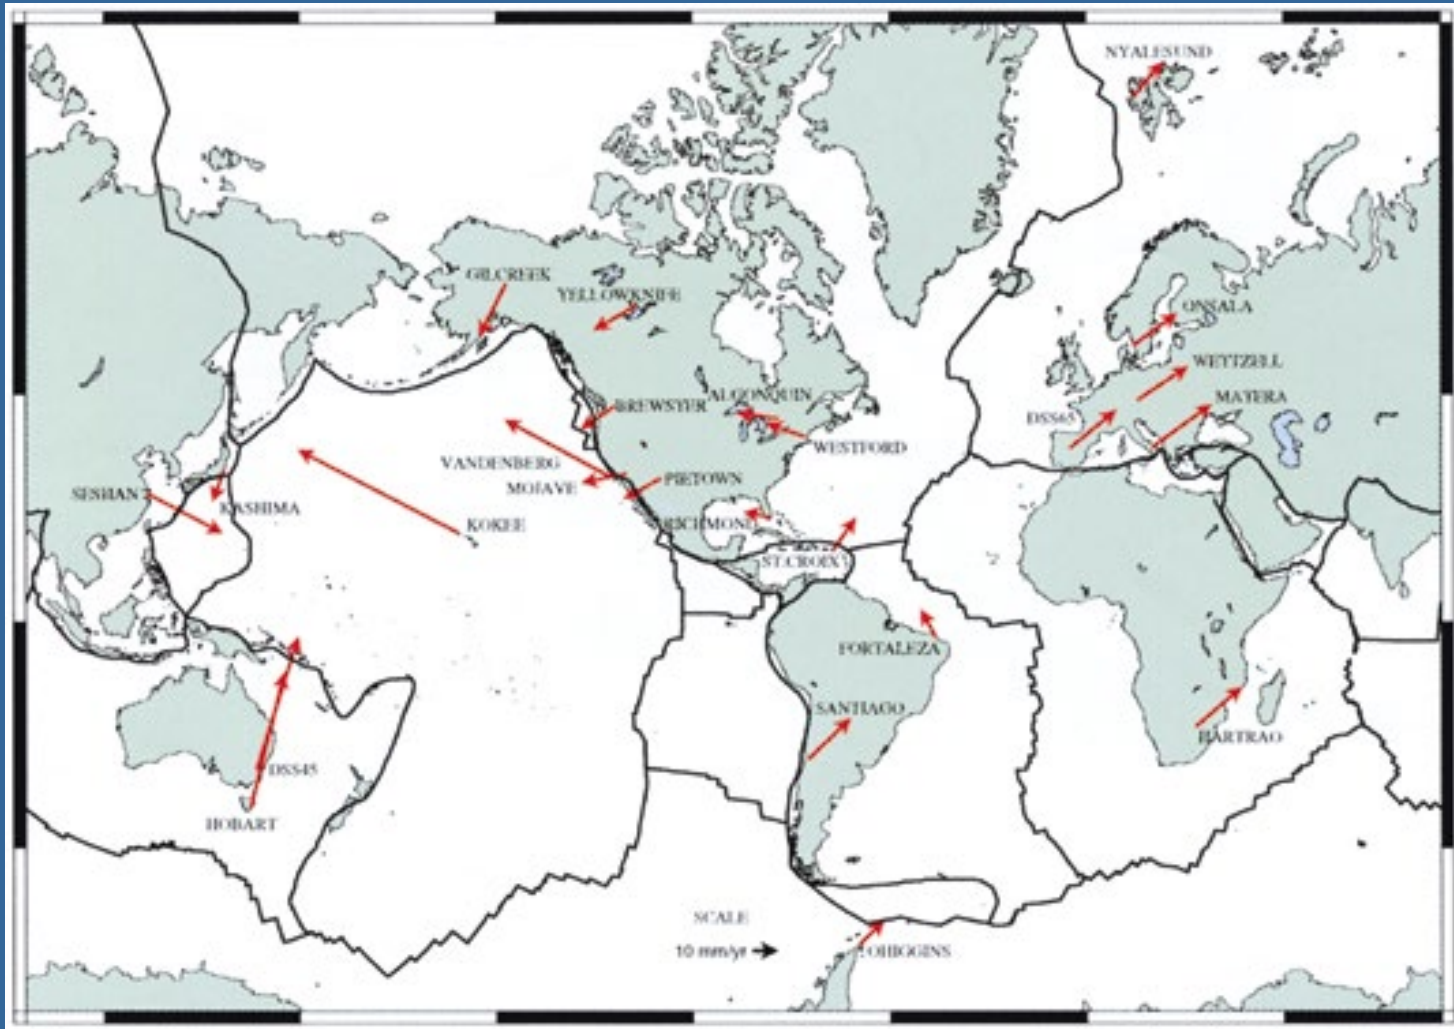 NYALESUND
GILCREEK
YELLOWKNIFE
ONSALA
WETTZELL
ALGONQUIN
BREWSYER
MATERA
DSS65
WESTFORD
VANDENBERG
MOJAVE
PIETOWN
SESHAN
KASHIMA
KOKEE
RICHMOND
ST.CROIX
FORTALEZA
SANTIAGO
HARTRAO
DSS45
HOBART
SCALE
10 mm/yr
OHIGGINS